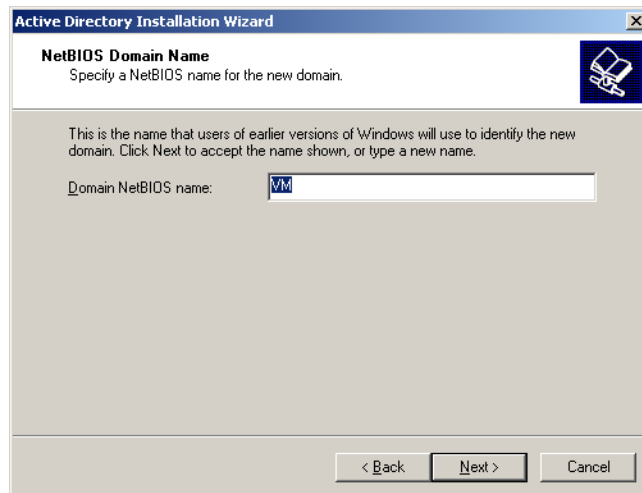 Active Directory Installation Wizard
NetBIOS Domain Name
Specify a NetBIOS name for the new domain.
This is the name that users of earlier versions of Windows will use to identify the new
domain. Click Next to accept the name shown, or type a new name.
Domain NetBIOS name: VM
< Back Next > Cancel